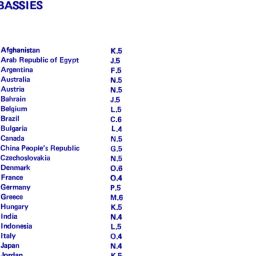 BASSIES
Afghanistan K.5
Arab Republic of Egypt J.5
Argentina F.5
Australia N.5
Austria N.5
Bahrain J.5
Belgium L.5
Brazil C.6
Bulgaria L.4
Canada N.5
China People's Republic G.5
Czechoslovakia N.5
Denmark O.6
France O.4
Germany P.5
Greece M.6
Hungary K.5
India N.4
Indonesia L.5
Italy O.4
Japan N.4
Jordan K.5